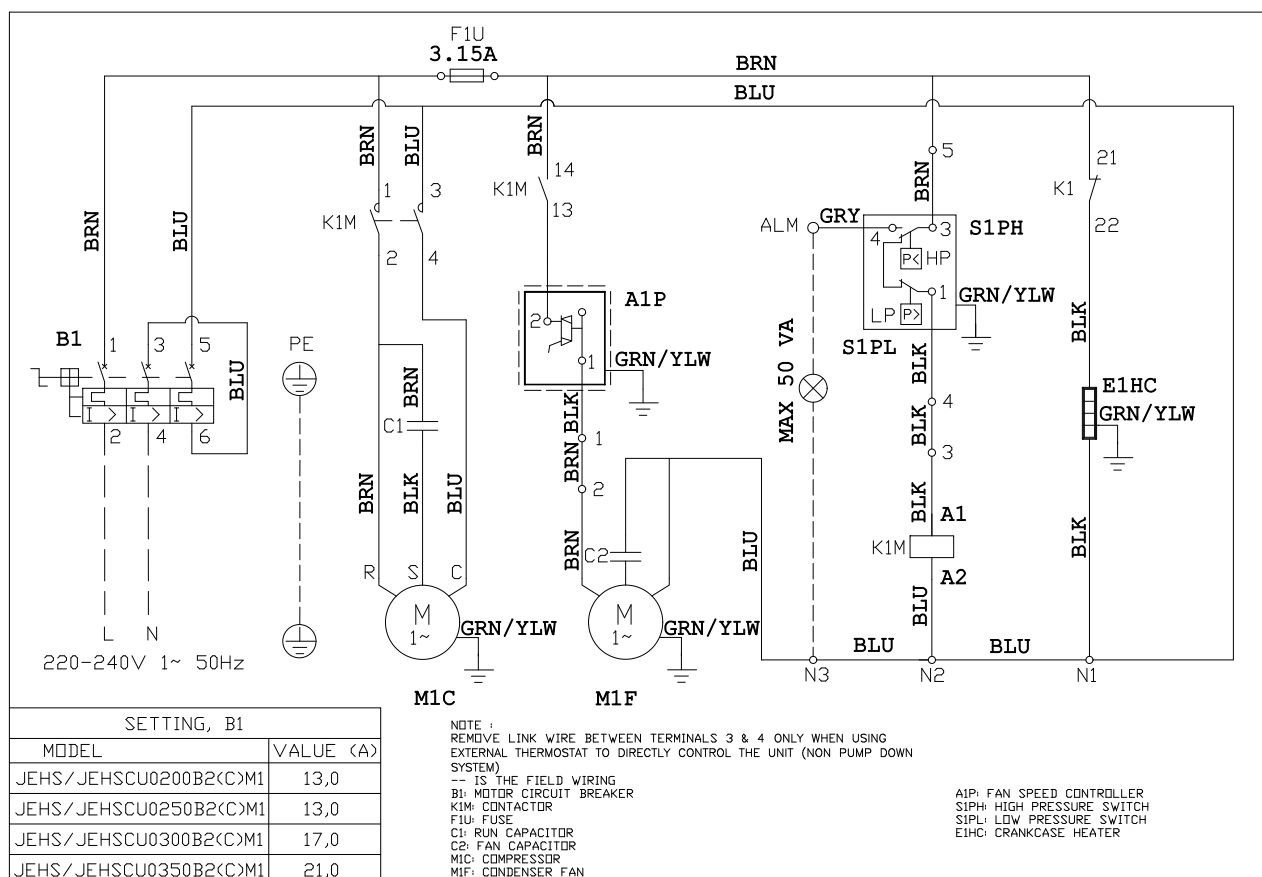 F1U
3.15A
BRN
BLU
BRN
BLU
BRN
BLU
BRN
5
BRN
21
K1
22
1
3
K1M
2
4
14
K1M
13
ALM
GRY
4
3
S1PH
P<
HP
1
GRN/YLW
LP
P>
S1PL
B1
1
3
5
BLU
I >
I >
I >
2
4
6
PE
A1P
2
1
GRN/YLW
MAX 50 VA
BLK
BLK
E1HC
GRN/YLW
BRN
C1
BLK
1
BRN
2
4
BLK
3
BRN
BLK
BLU
BRN
C2
BLU
BLK
A1
K1M
A2
BLU
BLK
R
S
C
M
1~
GRN/YLW
M1C
M
1~
GRN/YLW
M1F
BLU
BLU
N3
N2
N1
L
N
220-240V 1~ 50Hz
SETTING, B1
MODEL
VALUE (A)
JEHS/JEHSCU0200B2(C)M1
13,0
JEHS/JEHSCU0250B2(C)M1
13,0
JEHS/JEHSCU0300B2(C)M1
17,0
JEHS/JEHSCU0350B2(C)M1
21,0
NOTE :
REMOVE LINK WIRE BETWEEN TERMINALS 3 & 4 ONLY WHEN USING
EXTERNAL THERMOSTAT TO DIRECTLY CONTROL THE UNIT (NON PUMP DOWN
SYSTEM)
-- IS THE FIELD WIRING
B1: MOTOR CIRCUIT BREAKER
K1M: CONTACTOR
F1U: FUSE
C1: RUN CAPACITOR
C2: FAN CAPACITOR
M1C: COMPRESSOR
M1F: CONDENSER FAN
A1P: FAN SPEED CONTROLLER
S1PH: HIGH PRESSURE SWITCH
S1PL: LOW PRESSURE SWITCH
E1HC: CRANKCASE HEATER